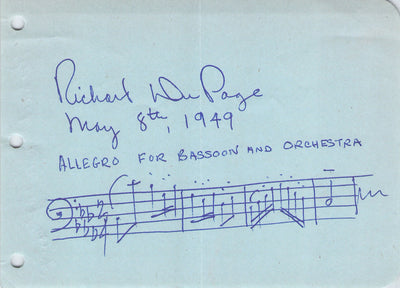 Richard Du Page
May 8th, 1949
ALLEGRO FOR BASSOON AND ORCHESTRA